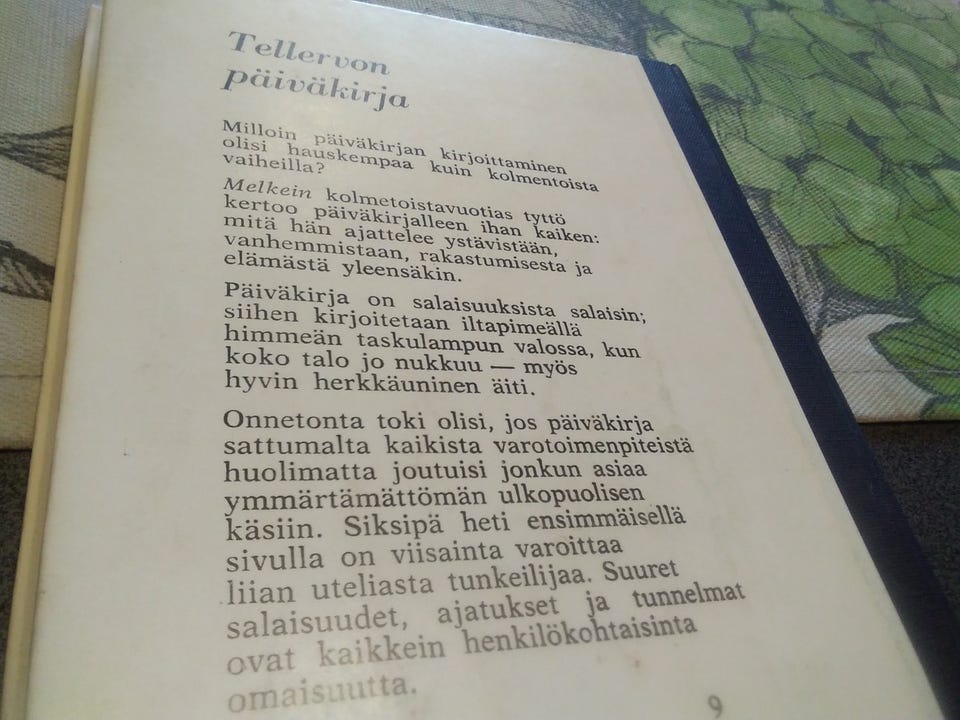 Tellervon
päiväkirja
Milloin päiväkirjan kirjoittaminen
olisi hauskempaa kuin kolmentoista
vaiheilla?
Melkein kolmetoistavuotias tyttö
kertoo päiväkirjalleen ihan kaiken:
mitä hän ajattelee ystävistään,
vanhemmistaan, rakastumisesta ja
elämästä yleensäkin.
Päiväkirja on salaisuuksista salaisin;
siihen kirjoitetaan iltapimeällä
himmeän taskulampun valossa, kun
koko talo jo nukkuu — myös
hyvin herkkäuninen äiti.
Onnetonta toki olisi, jos päiväkirja
sattumalta kaikista varotoimenpiteistä
huolimatta joutuisi jonkun asiaa
ymmärtämättömän ulkopuolisen
käsiin. Siksipä heti ensimmäisellä
sivulla on viisainta varoittaa
liian uteliasta tunkeilijaa. Suuret
salaisuudet, ajatukset ja tunnelmat
ovat kaikkein henkilökohtaisinta
omaisuutta.
9